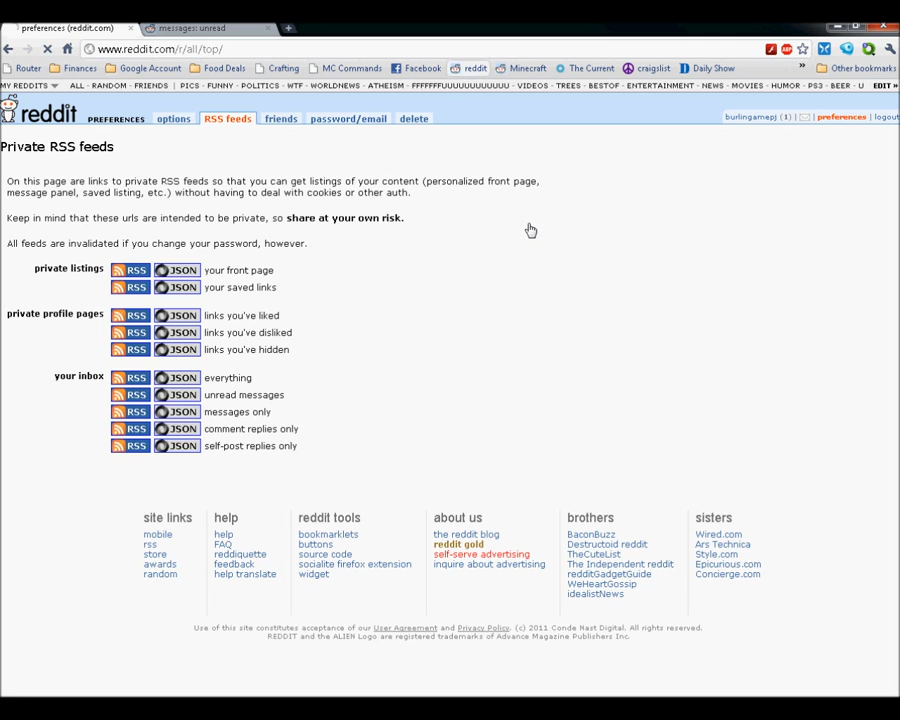 preferences (reddit.com) messages: unread
www.reddit.com/r/all/top/
Router Finances Google Account Food Deals Crafting MC Commands Facebook reddit Minecraft The Current craigslist Daily Show » Other bookmarks
MY REDDITS ALL - RANDOM - FRIENDS | PICS - FUNNY - POLITICS - WTF - WORLDNEWS - ATHEISM - FFFFFFFUUUUUUUUUUUU - VIDEOS - TREES - BESTOF - ENTERTAINMENT - NEWS - MOVIES - HUMOR - PS3 - BEER - U EDIT »
reddit PREFERENCES options RSS feeds friends password/email delete burlingamepj (1) | preferences | logout
Private RSS feeds
On this page are links to private RSS feeds so that you can get listings of your content (personalized front page,
message panel, saved listing, etc.) without having to deal with cookies or other auth.
Keep in mind that these urls are intended to be private, so share at your own risk.
All feeds are invalidated if you change your password, however.
private listings RSS JSON your front page
RSS JSON your saved links
private profile pages RSS JSON links you've liked
RSS JSON links you've disliked
RSS JSON links you've hidden
your inbox RSS JSON everything
RSS JSON unread messages
RSS JSON messages only
RSS JSON comment replies only
RSS JSON self-post replies only
site links help reddit tools about us brothers sisters
mobile help bookmarklets the reddit blog BaconBuzz Wired.com
rss FAQ buttons reddit gold Destructoid reddit Ars Technica
store reddiquette source code self-serve advertising TheCuteList Style.com
awards feedback socialite firefox extension inquire about advertising The Independent reddit Epicurious.com
random help translate widget redditGadgetGuide Concierge.com
WeHeartGossip
idealistNews
Use of this site constitutes acceptance of our User Agreement and Privacy Policy. (c) 2011 Conde Nast Digital. All rights reserved.
REDDIT and the ALIEN Logo are registered trademarks of Advance Magazine Publishers Inc.